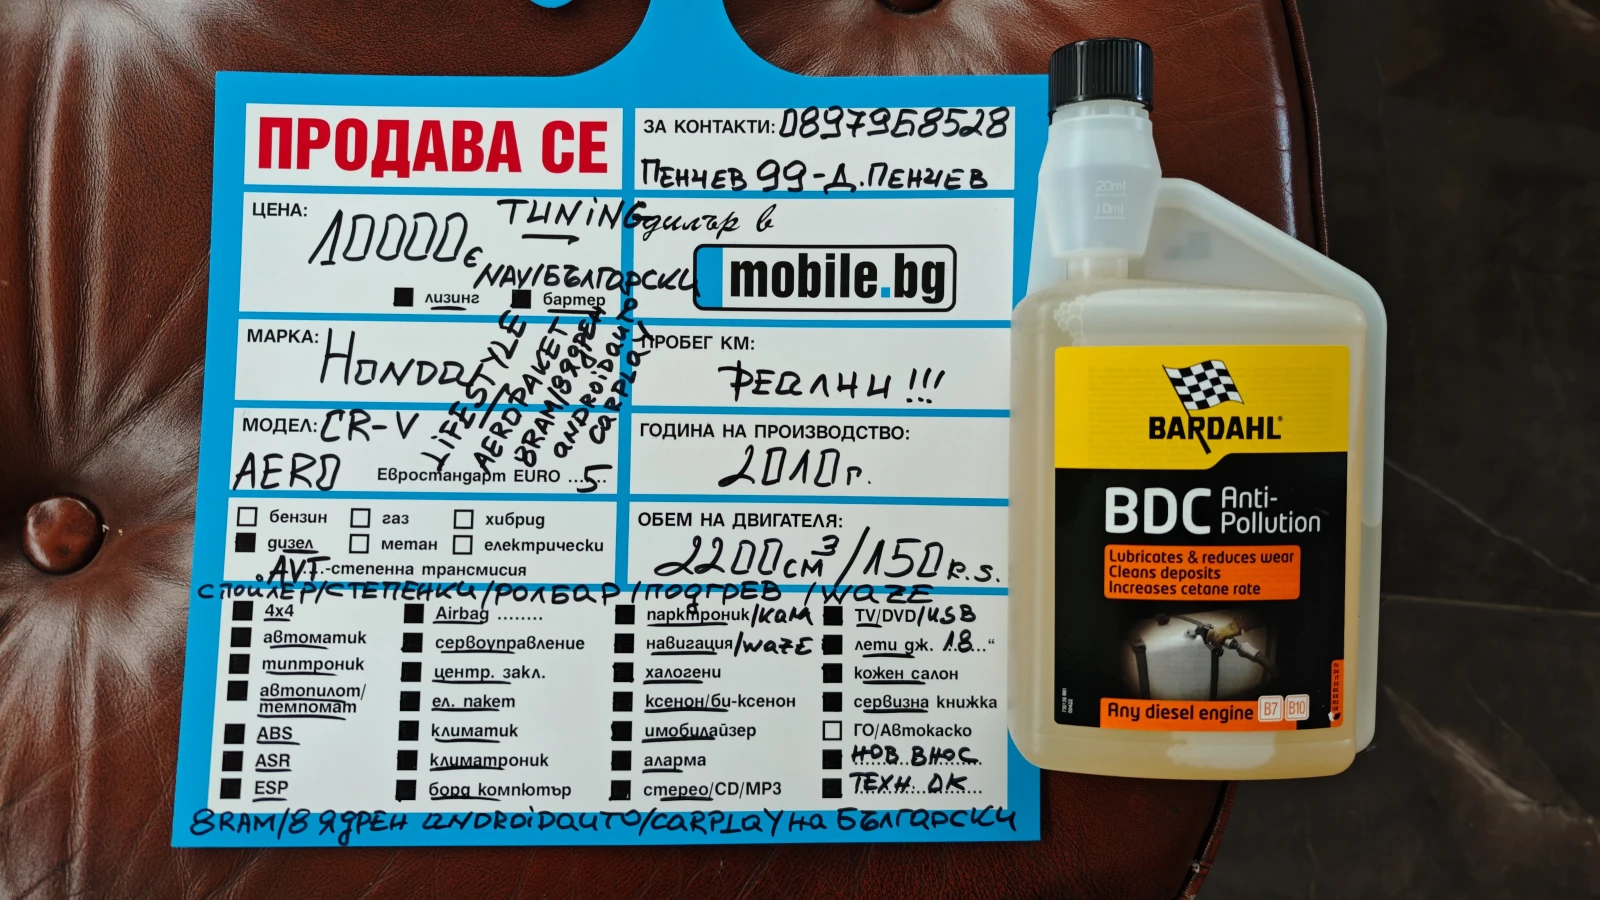 ПРОДАВА СЕ
ЗА КОНТАКТИ: 0897958528
ПЕНЧЕВ 99-Д.ПЕНЧЕВ
ЦЕНА: 10000€
TUNING
NAV/БЪЛГАРСКИ
лизинг бартер
дилър в
mobile.bg
МАРКА: HONDA
LIFESTYLE
AEROПАКЕТ
8RAM/8ЯДРЕН
ANDROIDAUTO
CARPLAY
ПРОБЕГ КМ:
РЕАЛНИ!!!
МОДЕЛ: CR-V
AERO Евростандарт EURO ...5...
ГОДИНА НА ПРОИЗВОДСТВО:
2010г.
бензин газ хибрид
дизел метан електрически
.AVT....-степенна трансмисия
ОБЕМ НА ДВИГАТЕЛЯ:
2200см3/150к.s.
СПОЙЛЕР/СТЕПЕНКИ/РОЛБАР/ПОДГРЕВ/WAZE
4x4 Airbag ........ парктроник/КАМ TV/DVD/USB
автоматик сервоуправление навигация/WAZE лети дж. .18...“
типтроник центр. закл. халогени кожен салон
автопилот/
темпомат ел. пакет ксенон/би-ксенон сервизна книжка
ABS климатик имобилайзер ГО/Автокаско
ASR климатроник аларма НОВ ВНОС
ESP борд компютър стерео/CD/MP3 ТЕХН. ОК
8RAM/8 ЯДРЕН ANDROIDAUTO/CARPLAY НА БЪЛГАРСКИ
20ml
10ml
BARDAHL®
BDC Anti-
Pollution
Lubricates & reduces wear
Cleans deposits
Increases cetane rate
Any diesel engine B7 B10